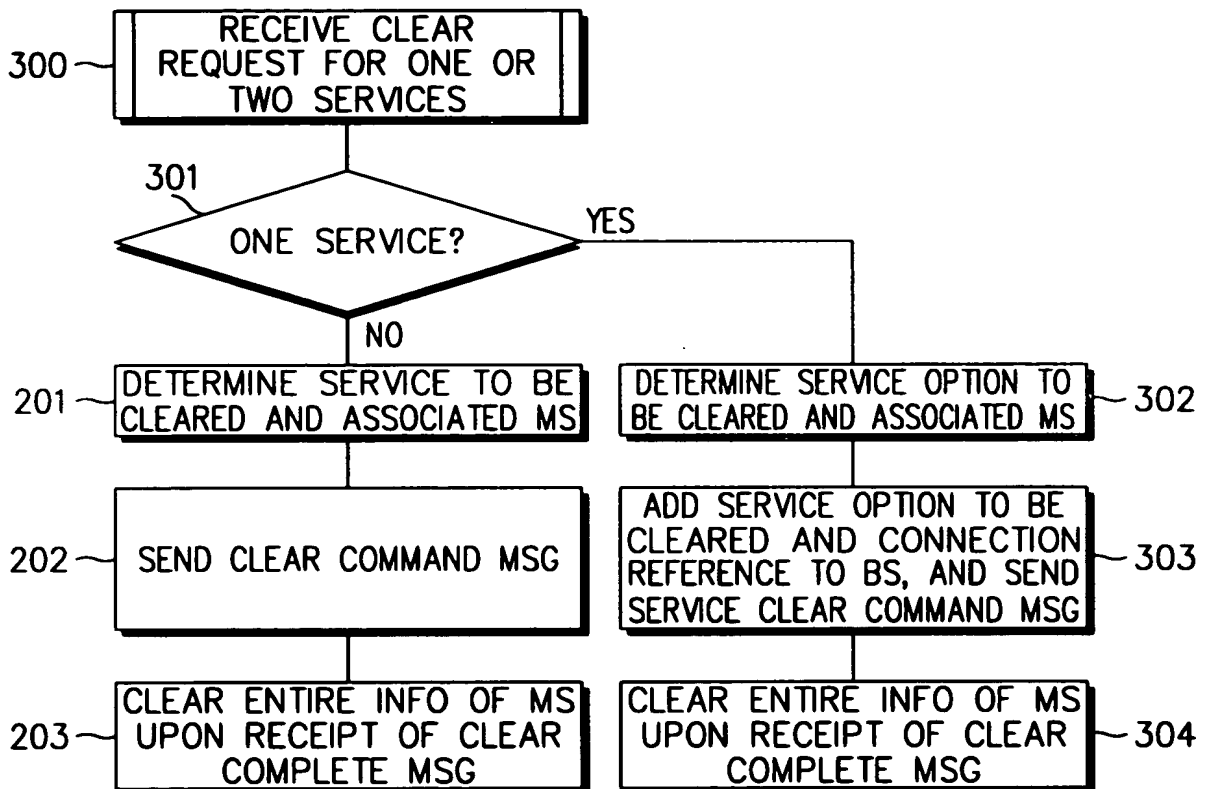 300
RECEIVE CLEAR
REQUEST FOR ONE OR
TWO SERVICES
301
ONE SERVICE?
YES
NO
201
DETERMINE SERVICE TO BE
CLEARED AND ASSOCIATED MS
DETERMINE SERVICE OPTION TO
BE CLEARED AND ASSOCIATED MS
302
202
SEND CLEAR COMMAND MSG
ADD SERVICE OPTION TO BE
CLEARED AND CONNECTION
REFERENCE TO BS, AND SEND
SERVICE CLEAR COMMAND MSG
303
203
CLEAR ENTIRE INFO OF MS
UPON RECEIPT OF CLEAR
COMPLETE MSG
CLEAR ENTIRE INFO OF MS
UPON RECEIPT OF CLEAR
COMPLETE MSG
304